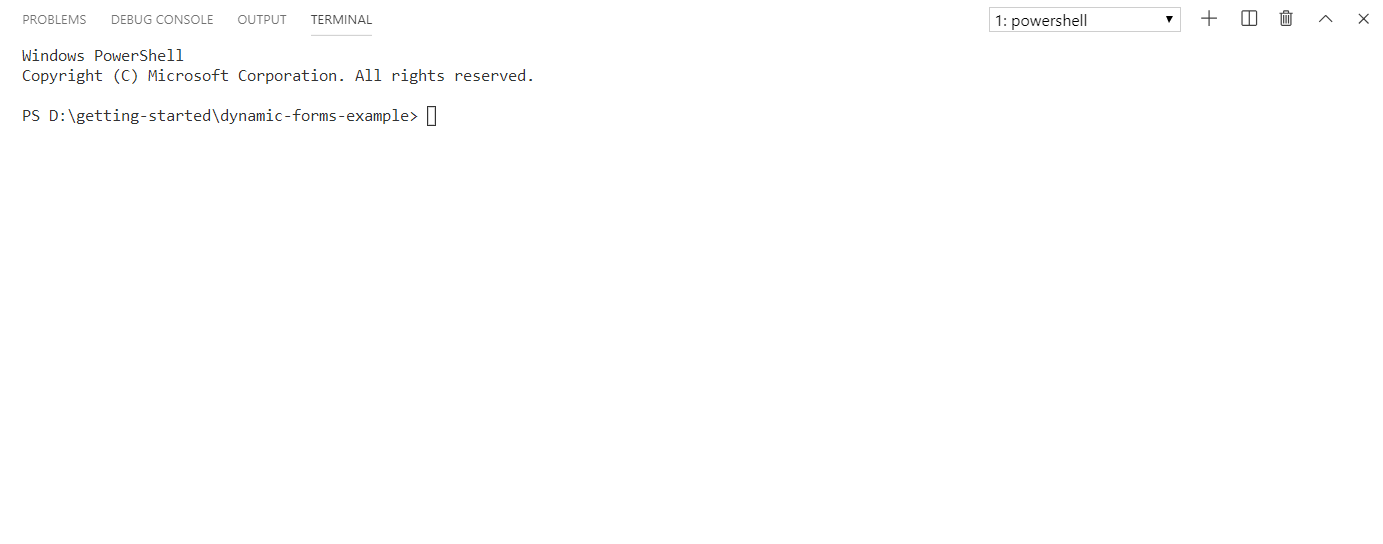 PROBLEMS DEBUG CONSOLE OUTPUT TERMINAL 1: powershell
Windows PowerShell
Copyright (C) Microsoft Corporation. All rights reserved.
PS D:\getting-started\dynamic-forms-example>